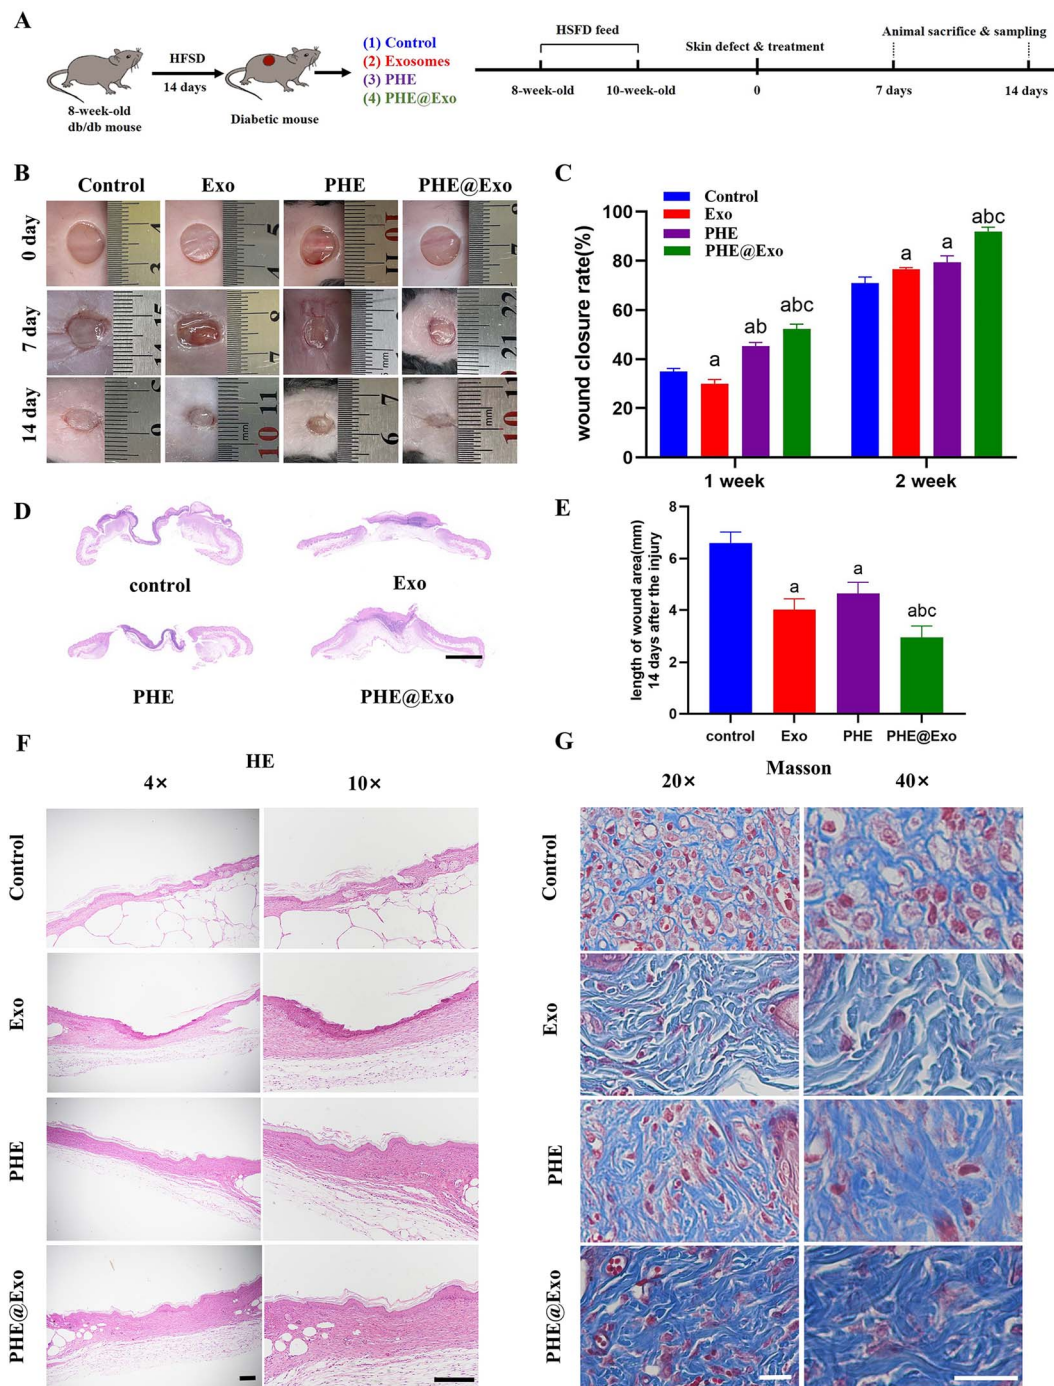 A
HFSD
14 days
8-week-old
db/db mouse
Diabetic mouse
(1) Control
(2) Exosomes
(3) PHE
(4) PHE@Exo
HSFD feed
Skin defect & treatment
Animal sacrifice & sampling
8-week-old
10-week-old
0
7 days
14 days
B
Control
Exo
PHE
PHE@Exo
0 day
7 day
14 day
C
Control
Exo
PHE
PHE@Exo
wound closure rate(%)
100
80
60
40
20
0
a
ab
abc
a
a
abc
1 week
2 week
D
control
Exo
PHE
PHE@Exo
E
length of wound area(mm)
14 days after the injury
8
6
4
2
0
a
a
abc
control
Exo
PHE
PHE@Exo
F
HE
4×
10×
Control
Exo
PHE
PHE@Exo
G
Masson
20×
40×
Control
Exo
PHE
PHE@Exo